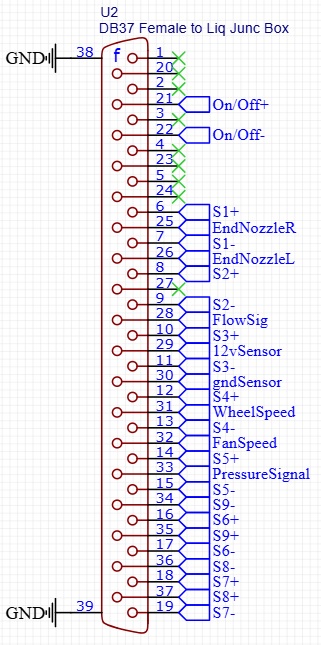 U2
DB37 Female to Liq Junc Box
GND 38 f 1
20
2
21 On/Off+
3
22 On/Off-
4
23
5
24
6 S1+
25 EndNozzleR
7 S1-
26 EndNozzleL
8 S2+
27
9 S2-
28 FlowSig
10 S3+
29 12vSensor
11 S3-
30 gndSensor
12 S4+
31 WheelSpeed
13 S4-
32 FanSpeed
14 S5+
33 PressureSignal
15 S5-
34 S9-
16 S6+
35 S9+
17 S6-
36 S8-
18 S7+
37 S8+
GND 39 19 S7-